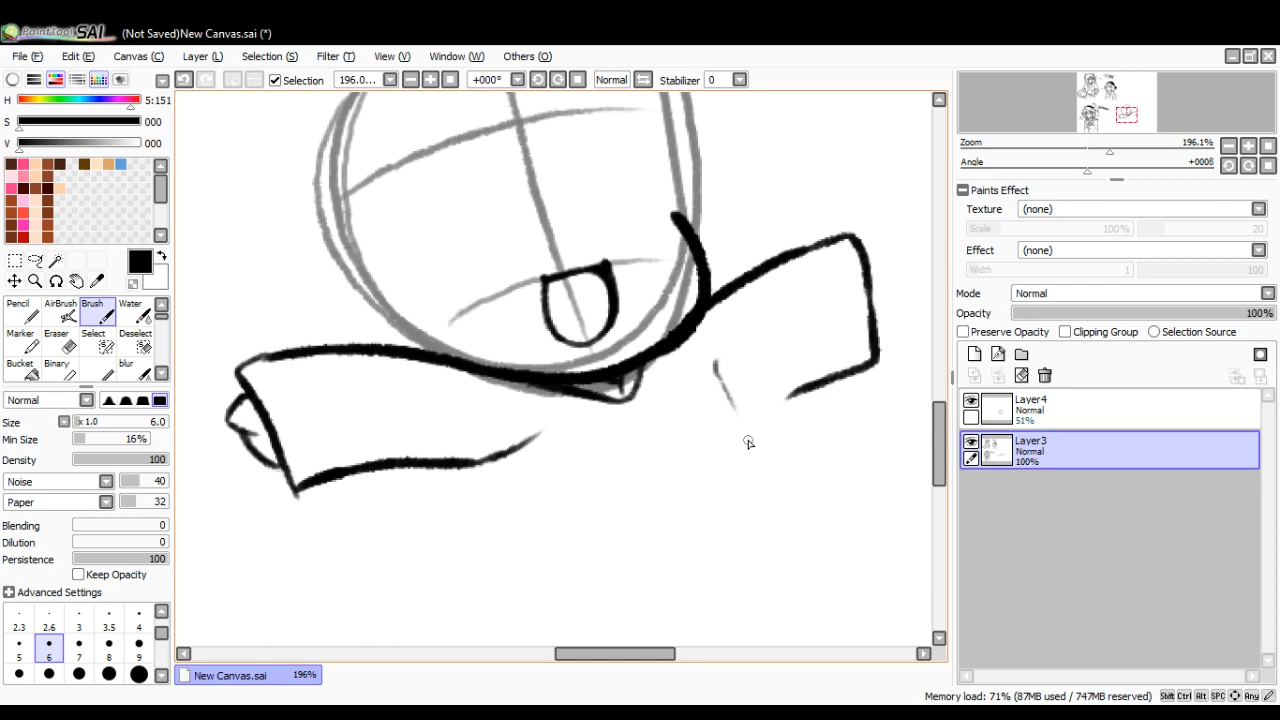 PaintTool SAI (Not Saved)New Canvas.sai (*)
File (F) Edit (E) Canvas (C) Layer (L) Selection (S) Filter (T) View (V) Window (W) Others (O)
Selection 196.0... +000° Normal Stabilizer 0
H 5:151
S 000
V 000
Pencil AirBrush Brush Water
Marker Eraser Select Deselect
Bucket Binary blur
Normal
Size x 1.0 6.0
Min Size 16%
Density 100
Noise 40
Paper 32
Blending 0
Dilution 0
Persistence 100
Keep Opacity
Advanced Settings
2.3 2.6 3 3.5 4
5 6 7 8 9
New Canvas.sai 196%
Zoom 196.1%
Angle +000ß
Paints Effect
Texture (none)
Scale 100% 20
Effect (none)
Width 1 100
Mode Normal
Opacity 100%
Preserve Opacity Clipping Group Selection Source
Layer4
Normal
51%
Layer3
Normal
100%
Memory load: 71% (87MB used / 747MB reserved) Shift Ctrl Alt SPC Any